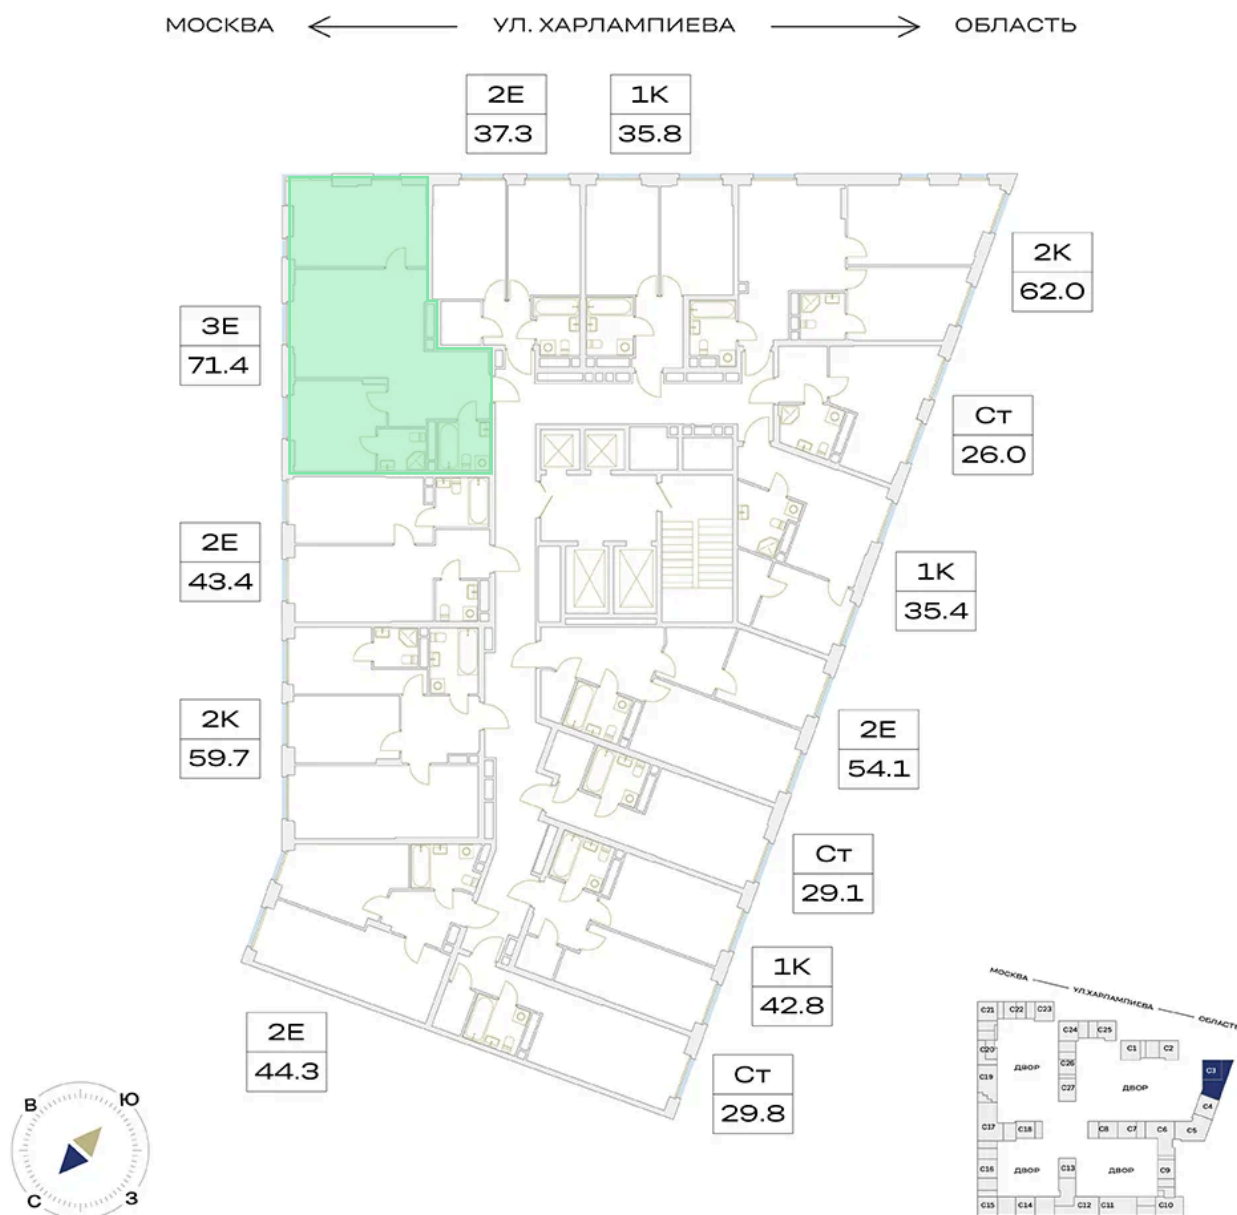 МОСКВА УЛ. ХАРЛАМПИЕВА ОБЛАСТЬ
2Е
37.3
1К
35.8
2К
62.0
3Е
71.4
Ст
26.0
2Е
43.4
1К
35.4
2К
59.7
2Е
54.1
Ст
29.1
1К
42.8
2Е
44.3
Ст
29.8
В
Ю
С
З
МОСКВА УЛ.ХАРЛАМПИЕВА ОБЛАСТЬ
С21 С22 С23
С24 С25
С1 С2
С20
С26
С3
ДВОР
С19
С27
ДВОР
С4
С17
С18
С8 С7 С6 С5
С16
ДВОР
С13
ДВОР
С9
С15 С14 С12 С11 С10